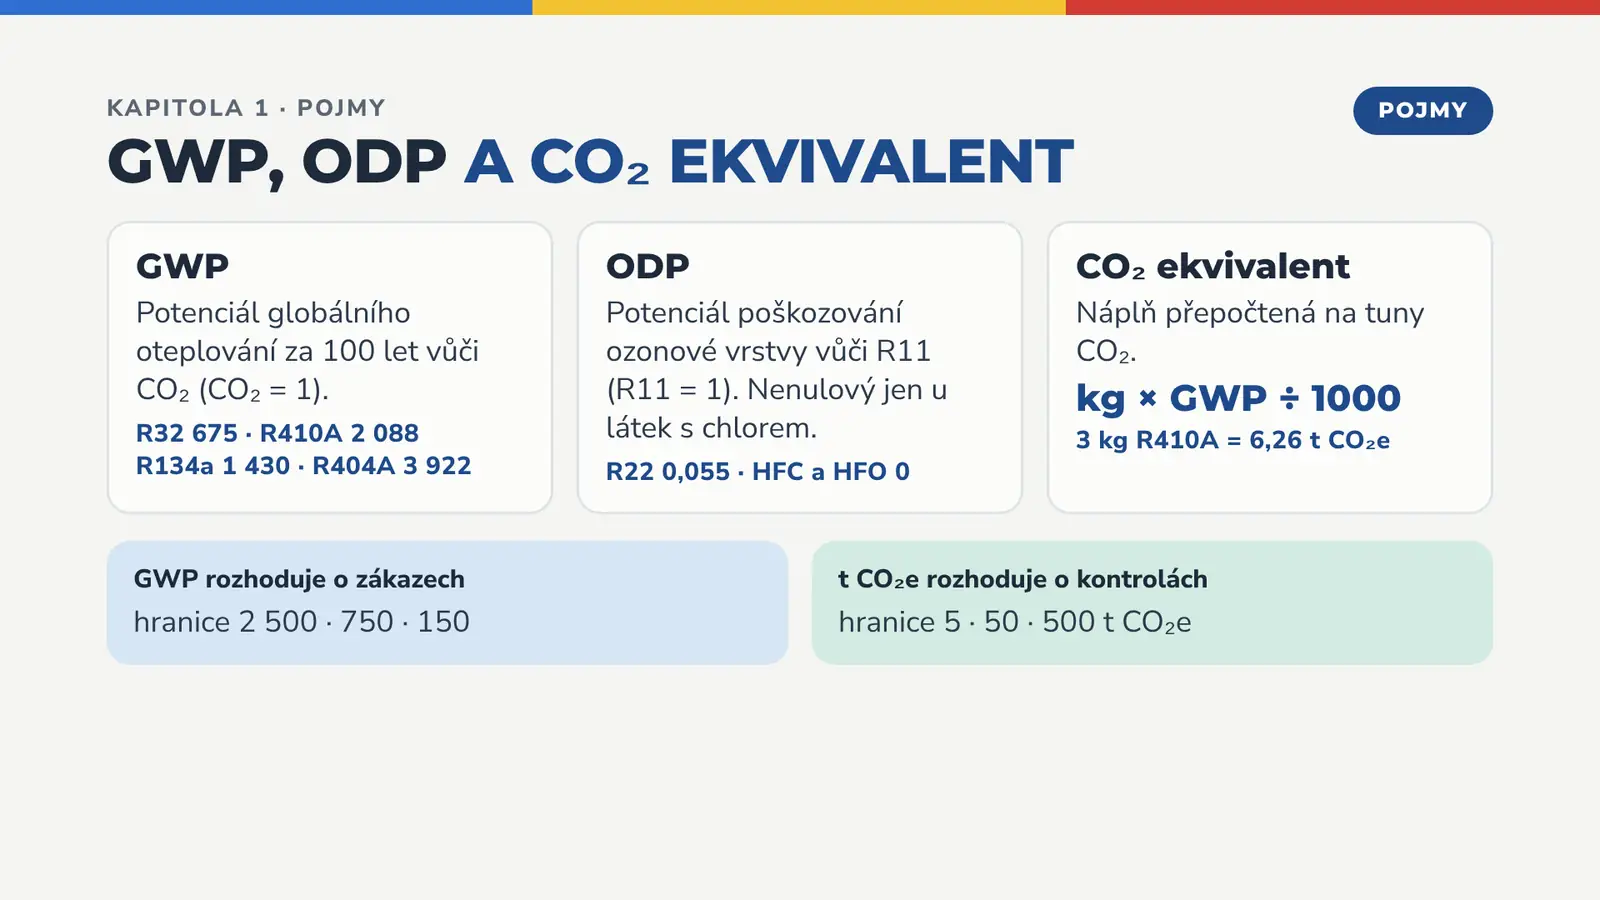 KAPITOLA 1 · POJMY
POJMY
GWP, ODP A CO₂ EKVIVALENT
GWP
Potenciál globálního
oteplování za 100 let vůči
CO₂ (CO₂ = 1).
R32 675 · R410A 2 088
R134a 1 430 · R404A 3 922
ODP
Potenciál poškozování
ozonové vrstvy vůči R11
(R11 = 1). Nenulový jen u
látek s chlorem.
R22 0,055 · HFC a HFO 0
CO₂ ekvivalent
Náplň přepočtená na tuny
CO₂.
kg × GWP ÷ 1000
3 kg R410A = 6,26 t CO₂e
GWP rozhoduje o zákazech
hranice 2 500 · 750 · 150
t CO₂e rozhoduje o kontrolách
hranice 5 · 50 · 500 t CO₂e